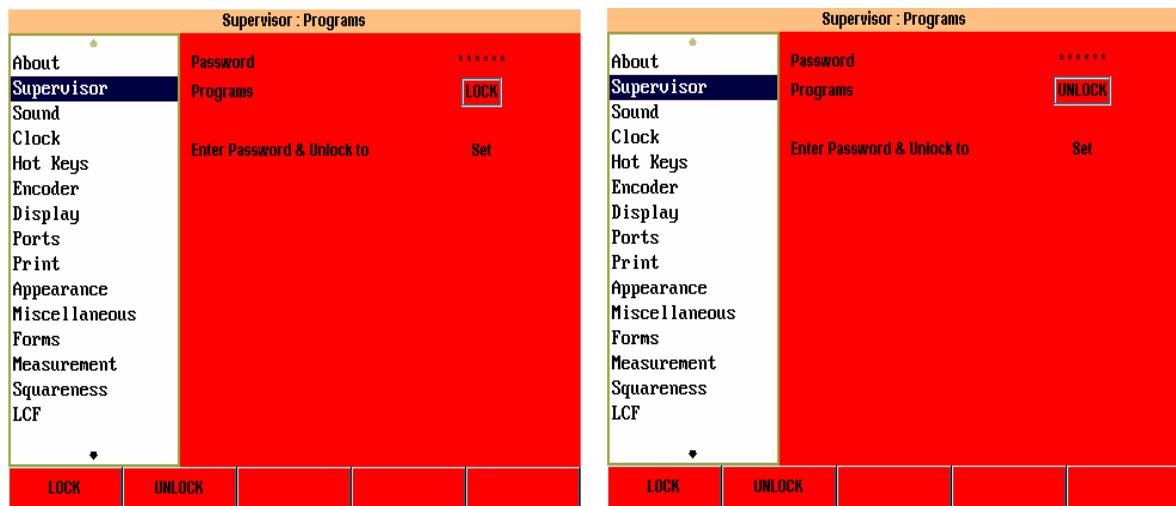 Supervisor : Programs
About
Supervisor
Sound
Clock
Hot Keys
Encoder
Display
Ports
Print
Appearance
Miscellaneous
Forms
Measurement
Squareness
LCF
Password ******
Programs LOCK
Enter Password & Unlock to Set
LOCK UNLOCK
Supervisor : Programs
About
Supervisor
Sound
Clock
Hot Keys
Encoder
Display
Ports
Print
Appearance
Miscellaneous
Forms
Measurement
Squareness
LCF
Password ******
Programs UNLOCK
Enter Password & Unlock to Set
LOCK UNLOCK